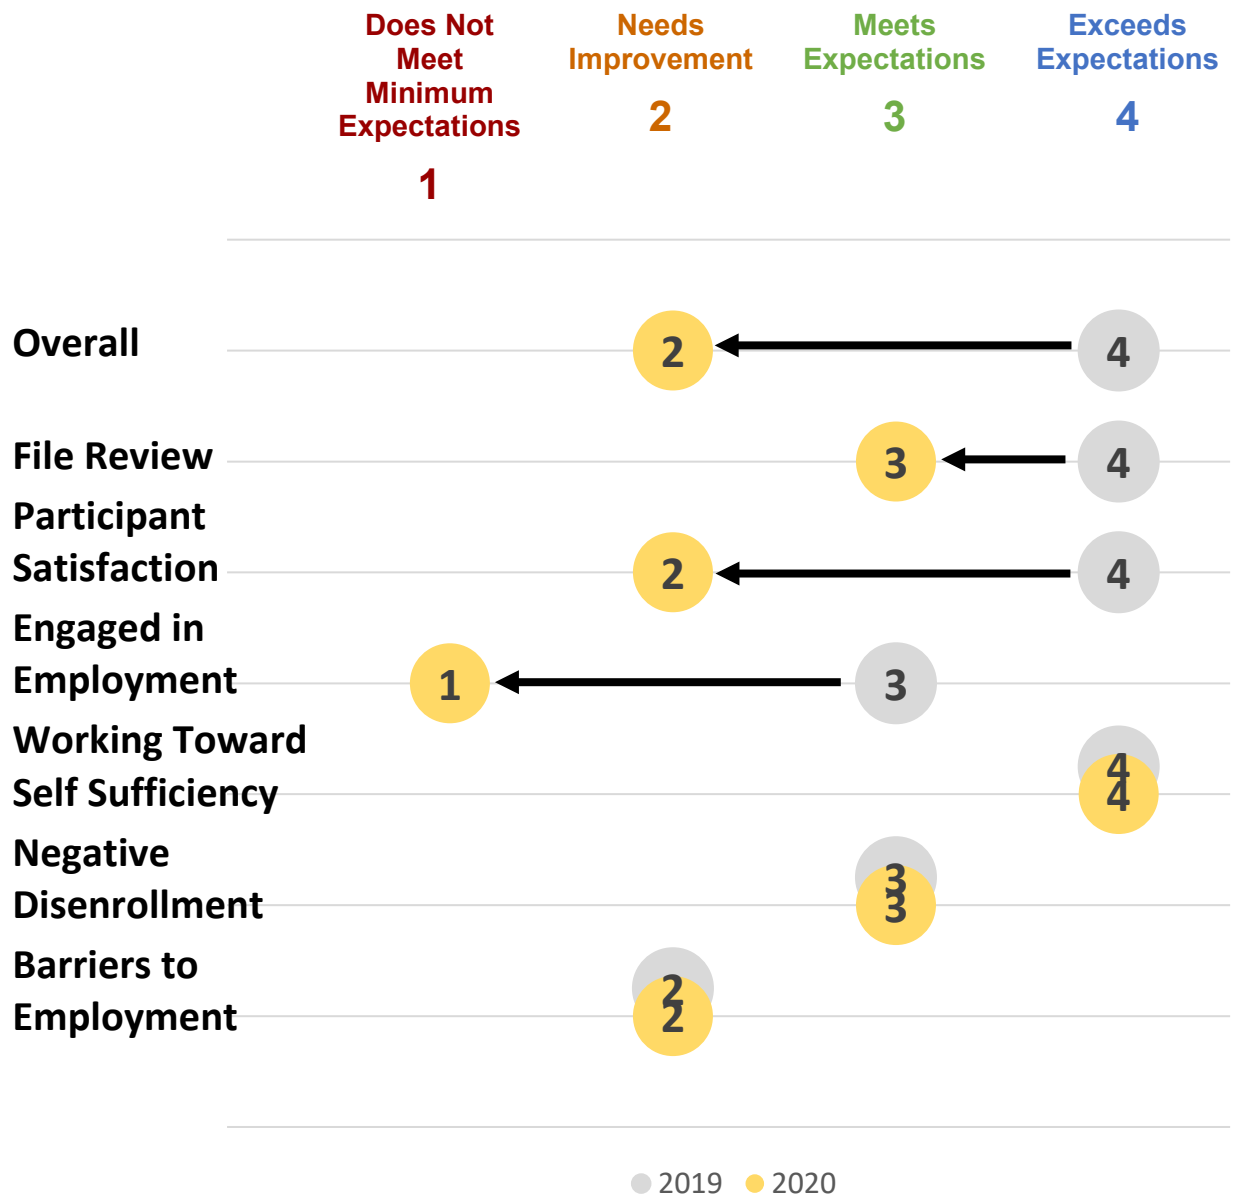 Does Not
Meet
Minimum
Expectations
1
Needs
Improvement
2
Meets
Expectations
3
Exceeds
Expectations
4
Overall
2 4
File Review
3 4
Participant
Satisfaction
2 4
Engaged in
Employment
1 3
Working Toward
4
Self Sufficiency
4
Negative
3
Disenrollment
3
Barriers to
2
Employment
2
2019 2020